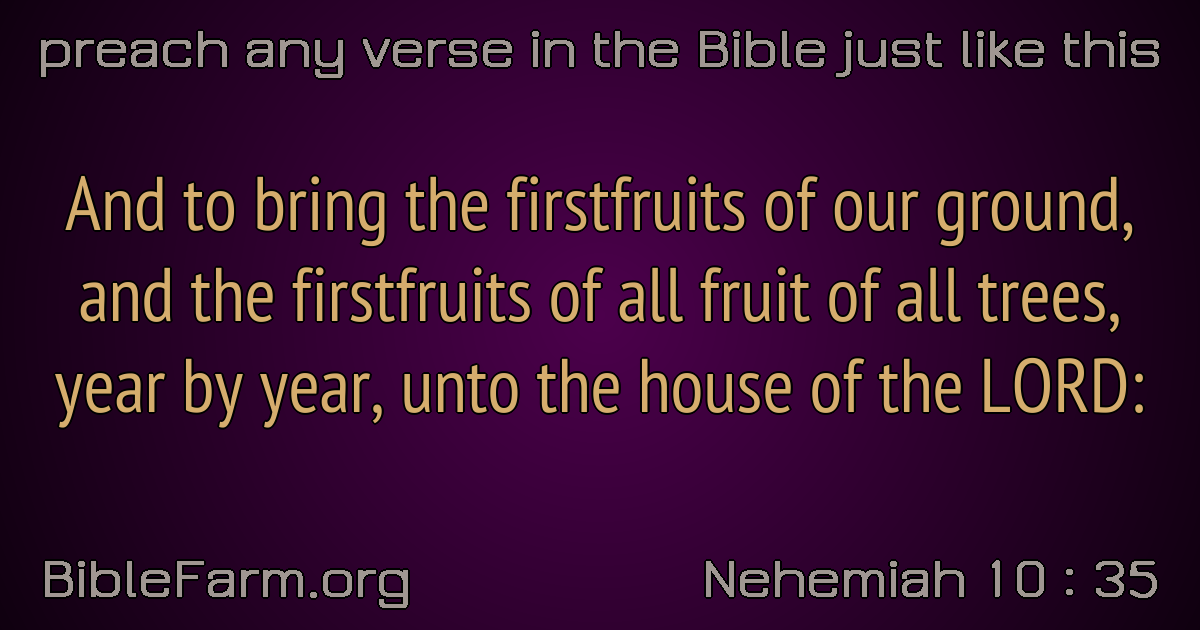 preach any verse in the Bible just like this
And to bring the firstfruits of our ground,
and the firstfruits of all fruit of all trees,
year by year, unto the house of the LORD:
BibleFarm.org
Nehemiah 10 : 35